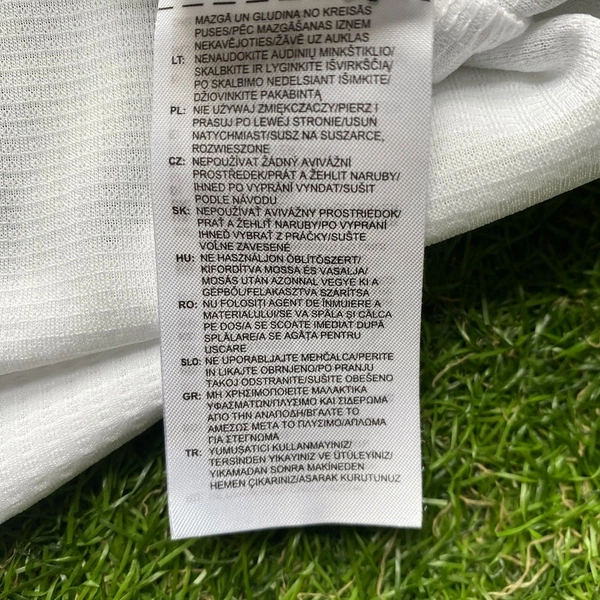 MAZGĀ UN GLUDINA NO KREISĀS
PUSES/PĒC MAZGĀŠANAS IZŅEM
NEKAVĒJOTIES/ŽĀVĒ UZ AUKLAS
LT: NENAUDOKITE AUDINIŲ MINKŠTIKLIO/
SKALBKITE IR LYGINKITE IŠVIRKŠČIĄ/
PO SKALBIMO NEDELSIANT IŠIMKITE/
DŽIOVINKITE PAKABINTĄ
PL: NIE UŻYWAJ ZMIĘKCZACZY/PIERZ I
PRASUJ PO LEWEJ STRONIE/USUŃ
NATYCHMIAST/SUSZ NA SUSZARCE,
ROZWIESZONE
CZ: NEPOUŽÍVAT ŽÁDNÝ AVIVÁŽNÍ
PROSTŘEDEK/PRÁT A ŽEHLIT NARUBY/
IHNED PO VYPRÁNÍ VYNDAT/SUŠIT
PODLE NÁVODU
SK: NEPOUŽÍVAŤ AVIVÁŽNY PROSTRIEDOK/
PRAŤ A ŽEHLIŤ NARUBY/PO VYPRANÍ
IHNEĎ VYBRAŤ Z PRÁČKY/SUŠTE
VOĽNE ZAVESENÉ
HU: NE HASZNÁLJON ÖBLÍTŐSZERT/
KIFORDÍTVA MOSSA ÉS VASALJA/
MOSÁS UTÁN AZONNAL VEGYE KI A
GÉPBŐL/FELAKASZTVA SZÁRÍTSA
RO: NU FOLOSIȚI AGENT DE ÎNMUIERE A
MATERIALULUI/SE VA SPĂLA ȘI CĂLCA
PE DOS/A SE SCOATE IMEDIAT DUPĂ
SPĂLARE/A SE AGĂȚA PENTRU
USCARE
SLO: NE UPORABLJAJTE MEHČALCA/PERITE
IN LIKAJTE OBRNJENO/PO PRANJU
TAKOJ ODSTRANITE/SUŠITE OBEŠENO
GR: ΜΗ ΧΡΗΣΙΜΟΠΟΙΕΙΤΕ ΜΑΛΑΚΤΙΚΑ
ΥΦΑΣΜΑΤΩΝ/ΠΛΥΣΙΜΟ ΚΑΙ ΣΙΔΕΡΩΜΑ
ΑΠΟ ΤΗΝ ΑΝΑΠΟΔΗ/ΒΓΑΛΤΕ ΤΟ
ΑΜΕΣΩΣ ΜΕΤΑ ΤΟ ΠΛΥΣΙΜΟ/ΑΠΛΩΜΑ
ΓΙΑ ΣΤΕΓΝΩΜΑ
TR: YUMUŞATICI KULLANMAYINIZ/
TERSİNDEN YIKAYINIZ VE ÜTÜLEYİNİZ/
YIKAMADAN SONRA MAKİNEDEN
HEMEN ÇIKARINIZ/ASARAK KURUTUNUZ